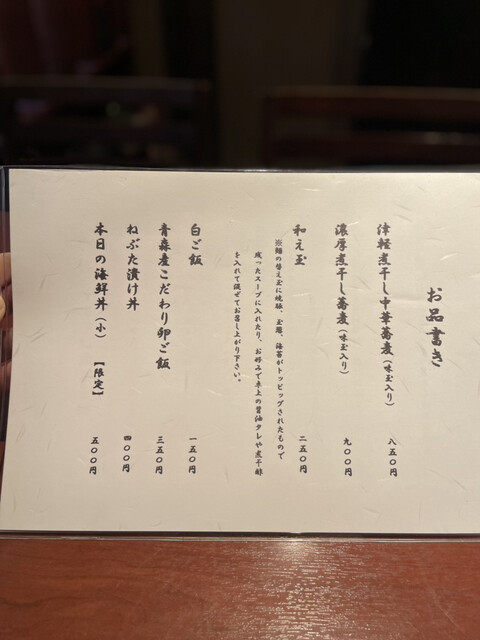 お品書き
津軽煮干し中華蕎麦(味玉入り) 八五〇円
濃厚煮干し蕎麦(味玉入り) 九〇〇円
和え玉 二五〇円
※麺の替え玉に焼豚、玉葱、海苔がトッピングされたもので
残ったスープに入れたり、お好みで卓上の醤油タレや煮干酢
を入れて混ぜてお召し上がり下さい。
白ご飯 一五〇円
青森産こだわり卵ご飯 三五〇円
ねぶた漬け丼 四〇〇円
本日の海鮮丼(小) 【限定】 五〇〇円